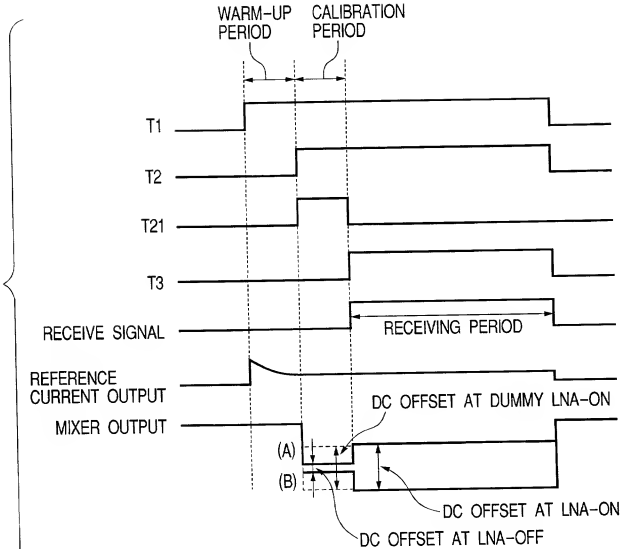 WARM-UP PERIOD
CALIBRATION PERIOD
T1
T2
T21
T3
RECEIVE SIGNAL
RECEIVING PERIOD
REFERENCE
CURRENT OUTPUT
DC OFFSET AT DUMMY LNA-ON
MIXER OUTPUT
(A)
(B)
DC OFFSET AT LNA-ON
DC OFFSET AT LNA-OFF